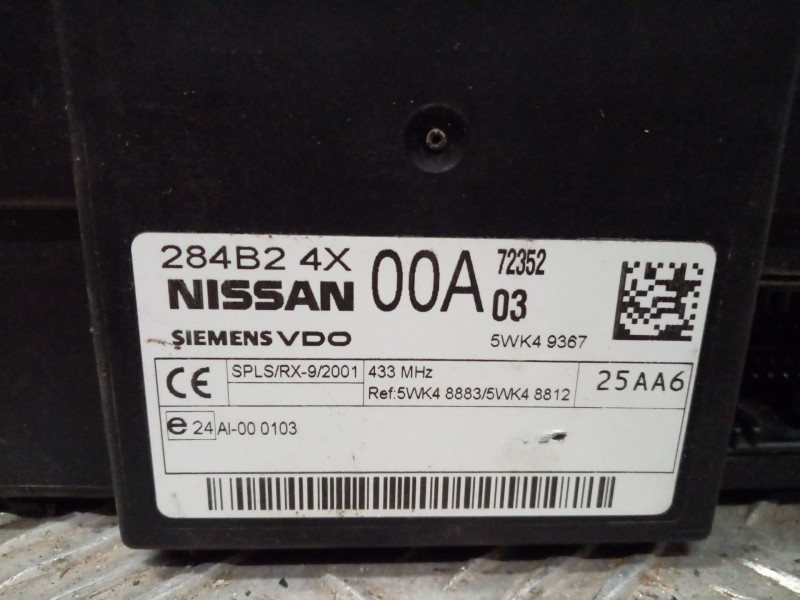 284B2 4X 00A 72352
NISSAN 03
SIEMENS VDO 5WK4 9367
CE SPLS/RX-9/2001 433 MHz 25AA6
Ref:5WK4 8883/5WK4 8812
e 24 AI-00 0103